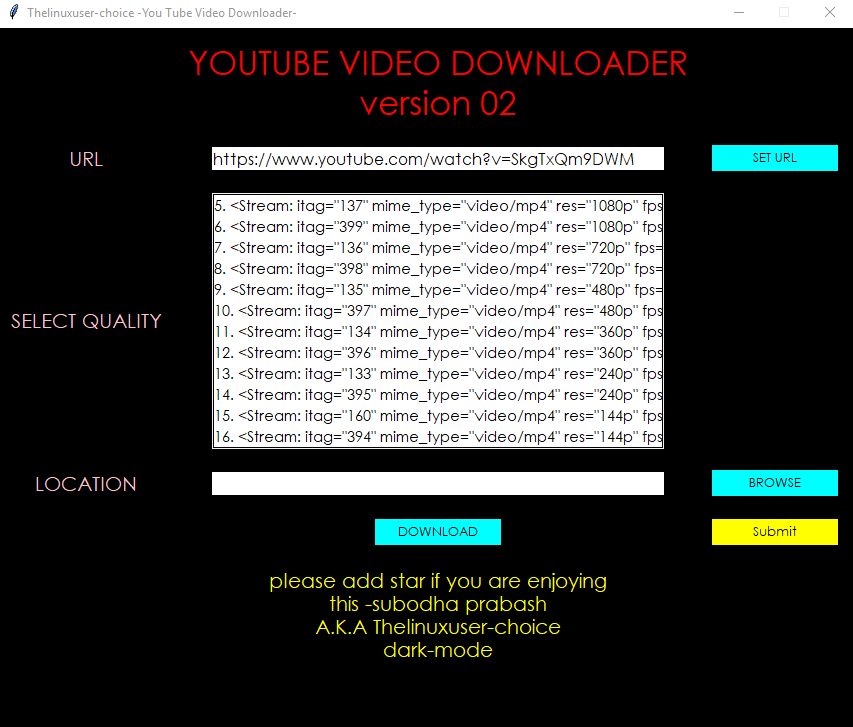 Thelinuxuser-choice -You Tube Video Downloader-
YOUTUBE VIDEO DOWNLOADER
version 02
URL
https://www.youtube.com/watch?v=SkgTxQm9DWM
SET URL
5. <Stream: itag="137" mime_type="video/mp4" res="1080p" fps
6. <Stream: itag="399" mime_type="video/mp4" res="1080p" fps
7. <Stream: itag="136" mime_type="video/mp4" res="720p" fps=
8. <Stream: itag="398" mime_type="video/mp4" res="720p" fps=
9. <Stream: itag="135" mime_type="video/mp4" res="480p" fps=
10. <Stream: itag="397" mime_type="video/mp4" res="480p" fps
11. <Stream: itag="134" mime_type="video/mp4" res="360p" fps
12. <Stream: itag="396" mime_type="video/mp4" res="360p" fps
13. <Stream: itag="133" mime_type="video/mp4" res="240p" fps
14. <Stream: itag="395" mime_type="video/mp4" res="240p" fps
15. <Stream: itag="160" mime_type="video/mp4" res="144p" fps
16. <Stream: itag="394" mime_type="video/mp4" res="144p" fps
SELECT QUALITY
LOCATION
BROWSE
DOWNLOAD
Submit
please add star if you are enjoying
this -subodha prabash
A.K.A Thelinuxuser-choice
dark-mode